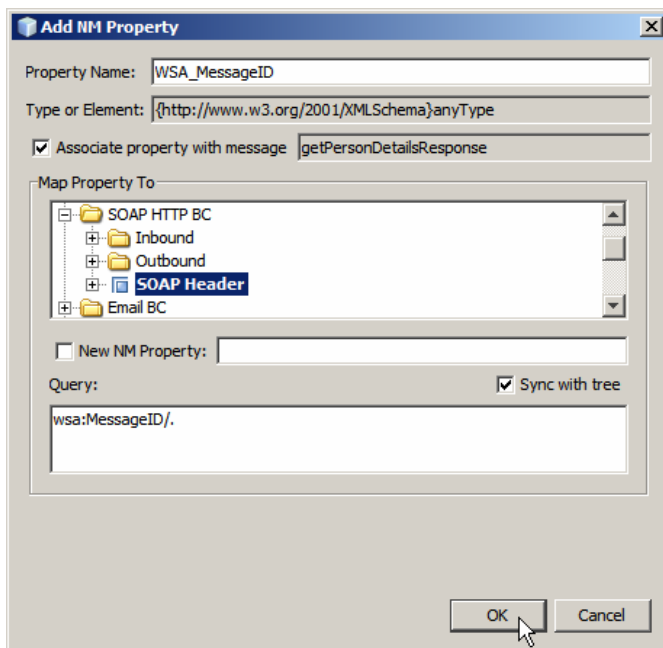 Add NM Property
Property Name: WSA_MessageID
Type or Element: {http://www.w3.org/2001/XMLSchema}anyType
Associate property with message getPersonDetailsResponse
Map Property To
SOAP HTTP BC
Inbound
Outbound
SOAP Header
Email BC
New NM Property:
Query: Sync with tree
wsa:MessageID/.
OK Cancel